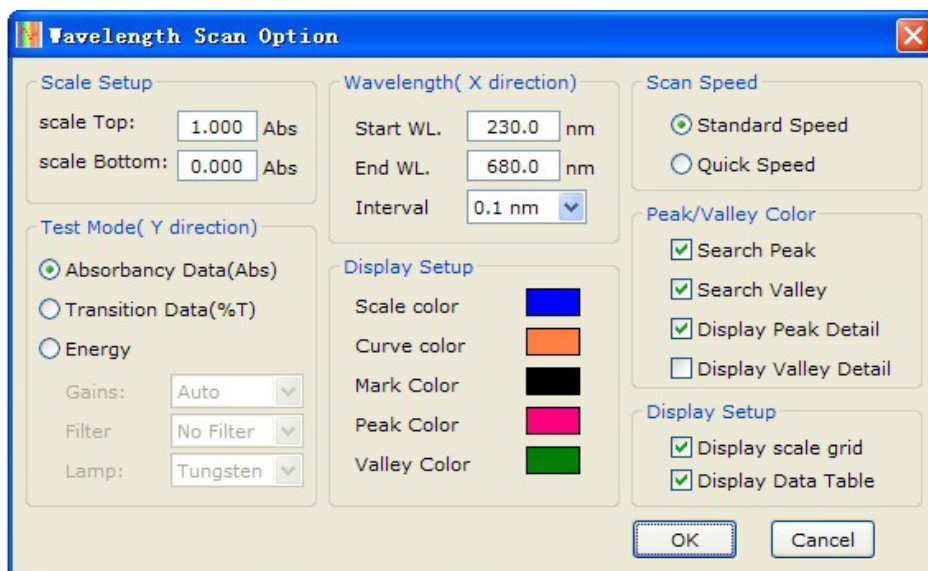 Wavelength Scan Option
Scale Setup
scale Top: 1.000 Abs
scale Bottom: 0.000 Abs
Test Mode( Y direction)
Absorbancy Data(Abs)
Transition Data(%T)
Energy
Gains: Auto
Filter No Filter
Lamp: Tungsten
Wavelength( X direction)
Start WL. 230.0 nm
End WL. 680.0 nm
Interval 0.1 nm
Display Setup
Scale color
Curve color
Mark Color
Peak Color
Valley Color
Scan Speed
Standard Speed
Quick Speed
Peak/Valley Color
Search Peak
Search Valley
Display Peak Detail
Display Valley Detail
Display Setup
Display scale grid
Display Data Table
OK Cancel